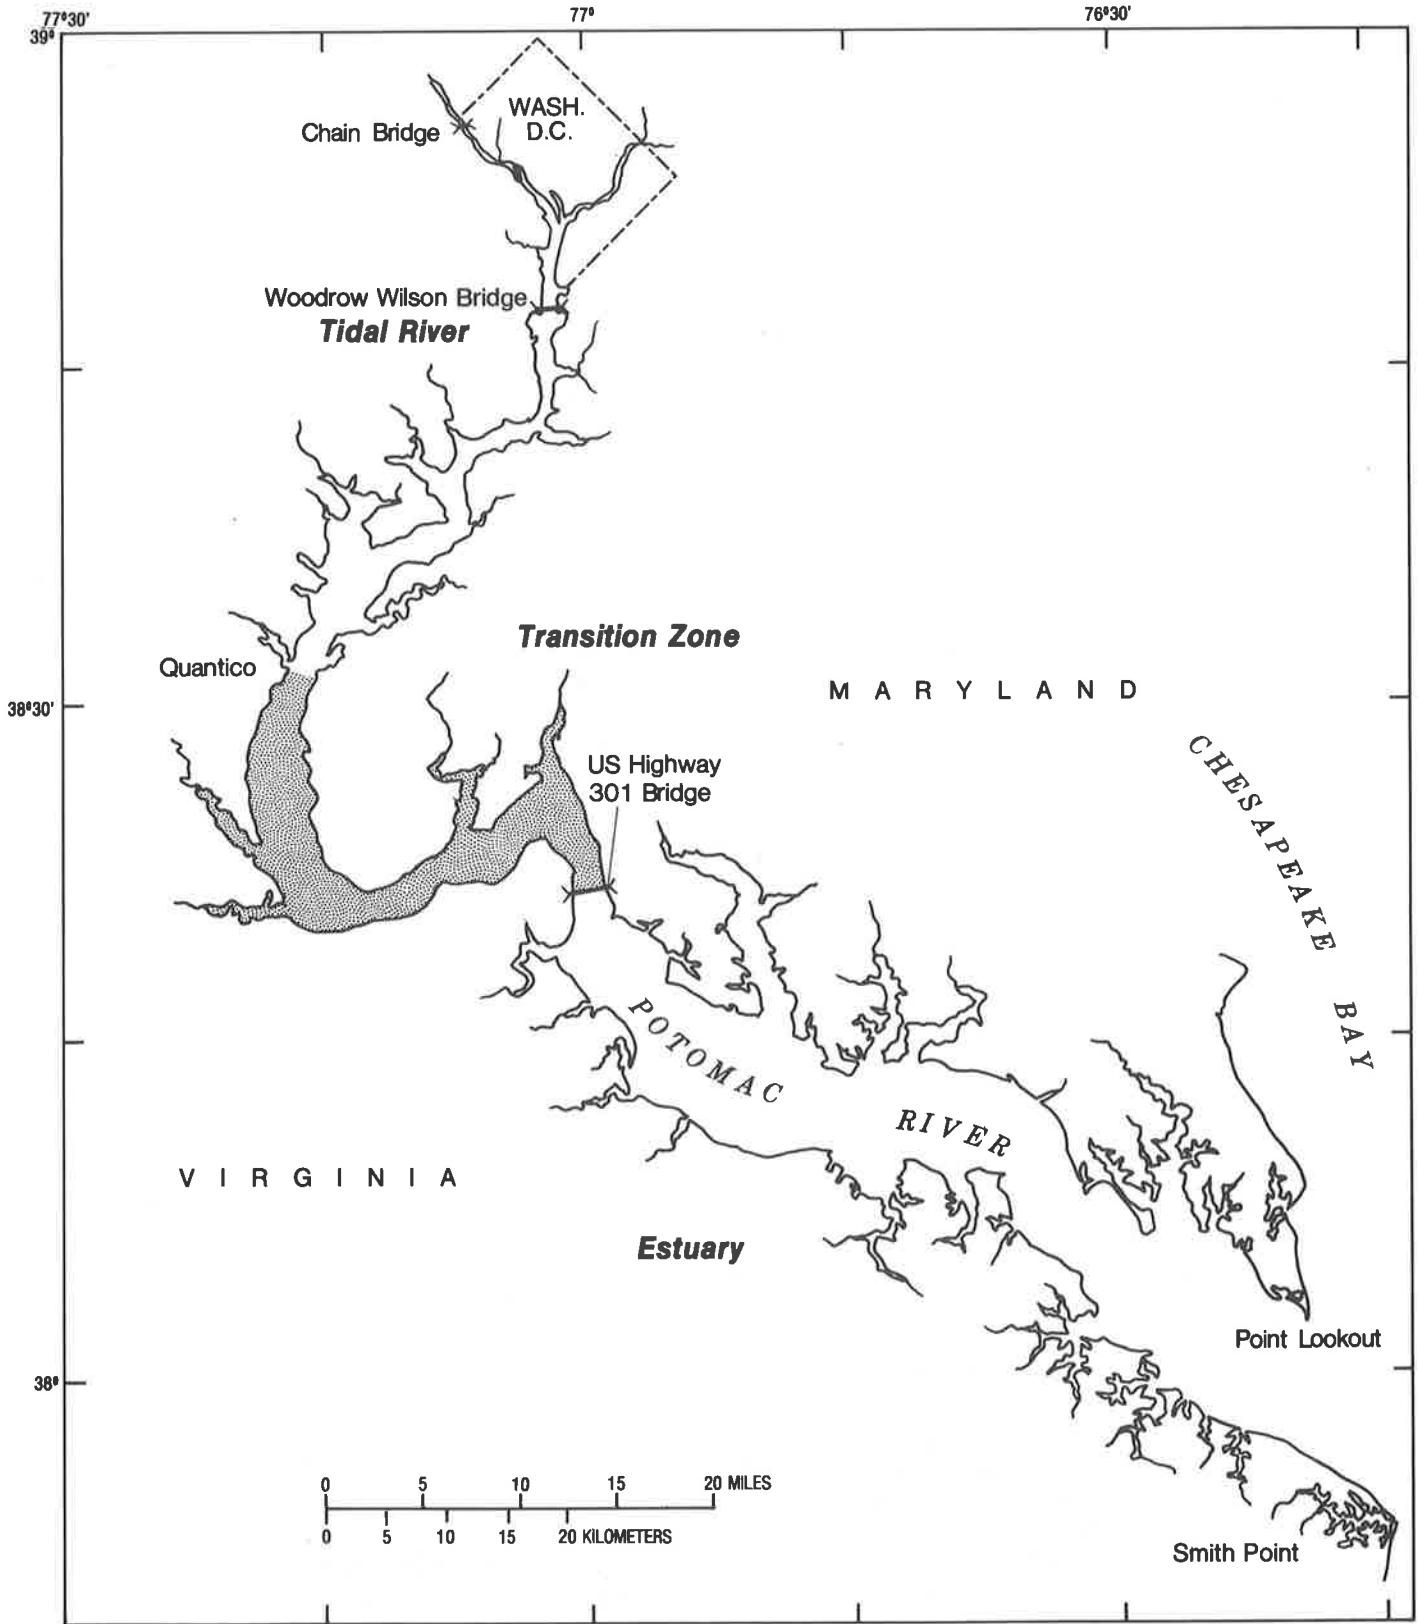 77°30'
77°
76°30'
39°
WASH.
D.C.
Chain Bridge
Woodrow Wilson Bridge
Tidal River
Transition Zone
Quantico
MARYLAND
38°30'
US Highway
301 Bridge
CHESAPEAKE BAY
POTOMAC RIVER
VIRGINIA
Estuary
Point Lookout
38°
0 5 10 15 20 MILES
0 5 10 15 20 KILOMETERS
Smith Point